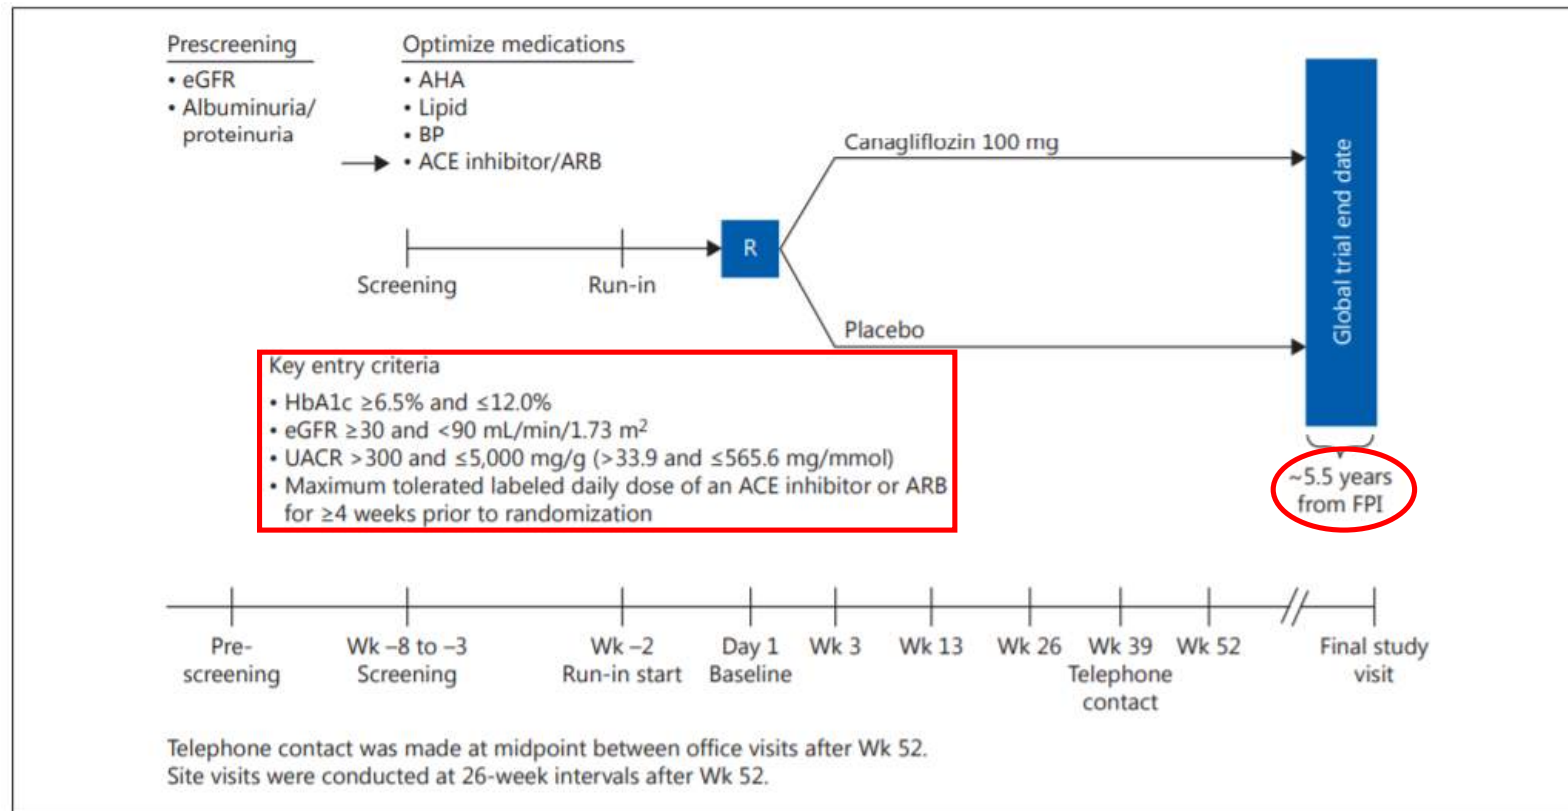 Prescreening
• eGFR
• Albuminuria/
proteinuria
Optimize medications
• AHA
• Lipid
• BP
• ACE inhibitor/ARB
Screening
Run-in
R
Canagliflozin 100 mg
Placebo
Global trial end date
~5.5 years
from FPI
Key entry criteria
• HbA1c ≥6.5% and ≤12.0%
• eGFR ≥30 and <90 mL/min/1.73 m²
• UACR >300 and ≤5,000 mg/g (>33.9 and ≤565.6 mg/mmol)
• Maximum tolerated labeled daily dose of an ACE inhibitor or ARB
for ≥4 weeks prior to randomization
Pre-
screening
Wk –8 to –3
Screening
Wk –2
Run-in start
Day 1
Baseline
Wk 3
Wk 13
Wk 26
Wk 39
Telephone
contact
Wk 52
Final study
visit
Telephone contact was made at midpoint between office visits after Wk 52.
Site visits were conducted at 26-week intervals after Wk 52.